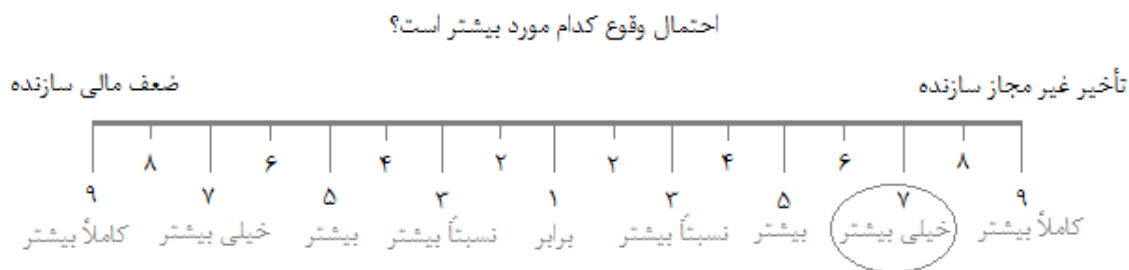 احتمال وقوع کدام مورد بیشتر است؟
تأخیر غیر مجاز سازنده ضعف مالی سازنده
۸ ۶ ۴ ۲ ۲ ۴ ۶ ۸
۹ ۷ ۵ ۳ ۱ ۳ ۵ ۷ ۹
کاملاً بیشتر خیلی بیشتر بیشتر نسبتاً بیشتر برابر نسبتاً بیشتر بیشتر خیلی بیشتر کاملاً بیشتر